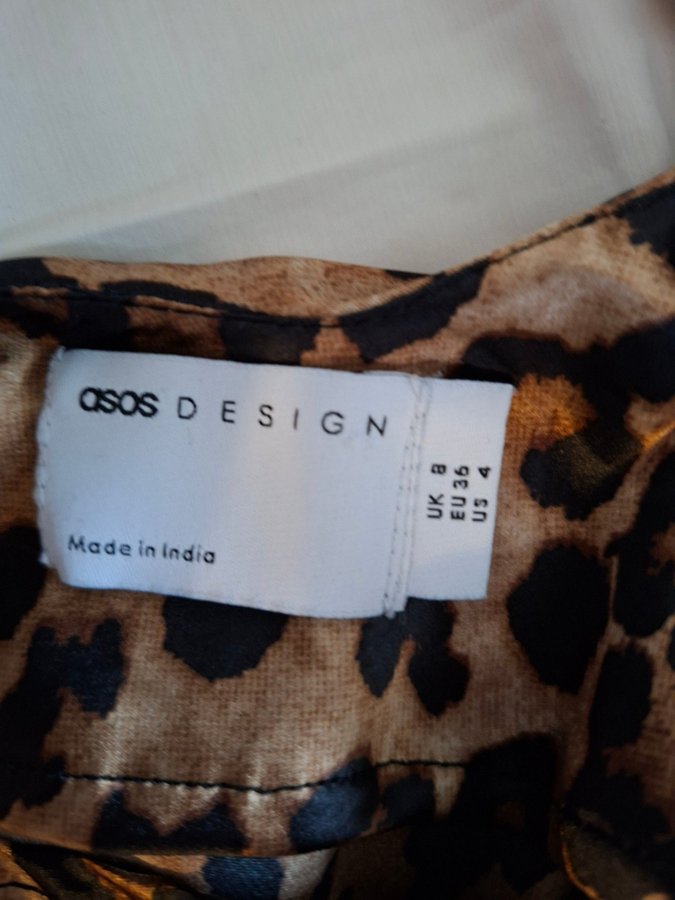 asos DESIGN
Made in India
UK 8
EU 36
US 4